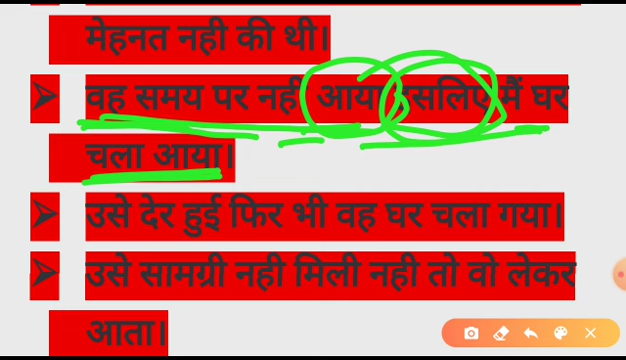 मेहनत नही की थी।
वह समय पर नही आया इसलिए मैं घर
चला आया।
उसे देर हुई फिर भी वह घर चला गया।
उसे सामग्री नही मिली नही तो वो लेकर
आता।